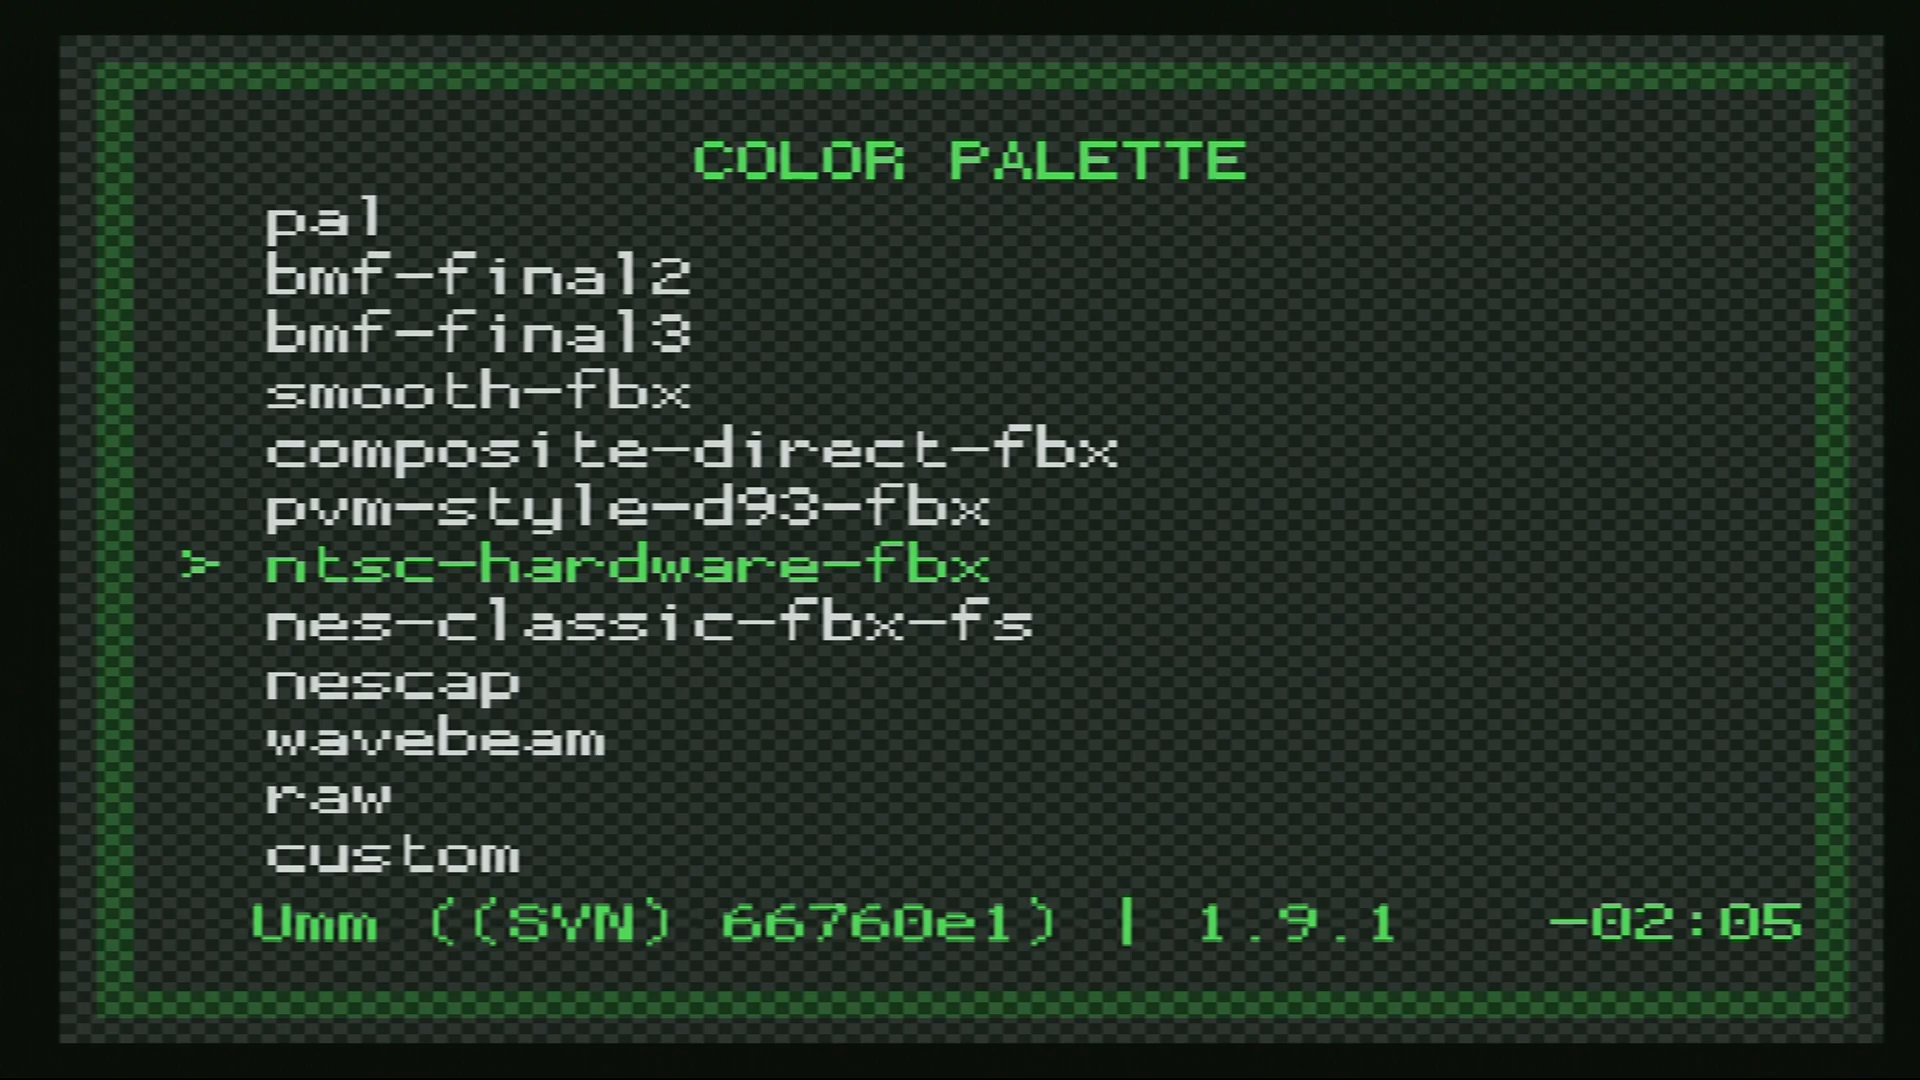 COLOR PALETTE
pal
bmf-final2
bmf-final3
smooth-fbx
composite-direct-fbx
pvm-style-d93-fbx
> ntsc-hardware-fbx
nes-classic-fbx-fs
nescap
wavebeam
raw
custom
Umm ((SVN) 66760e1) | 1.9.1 -02:05